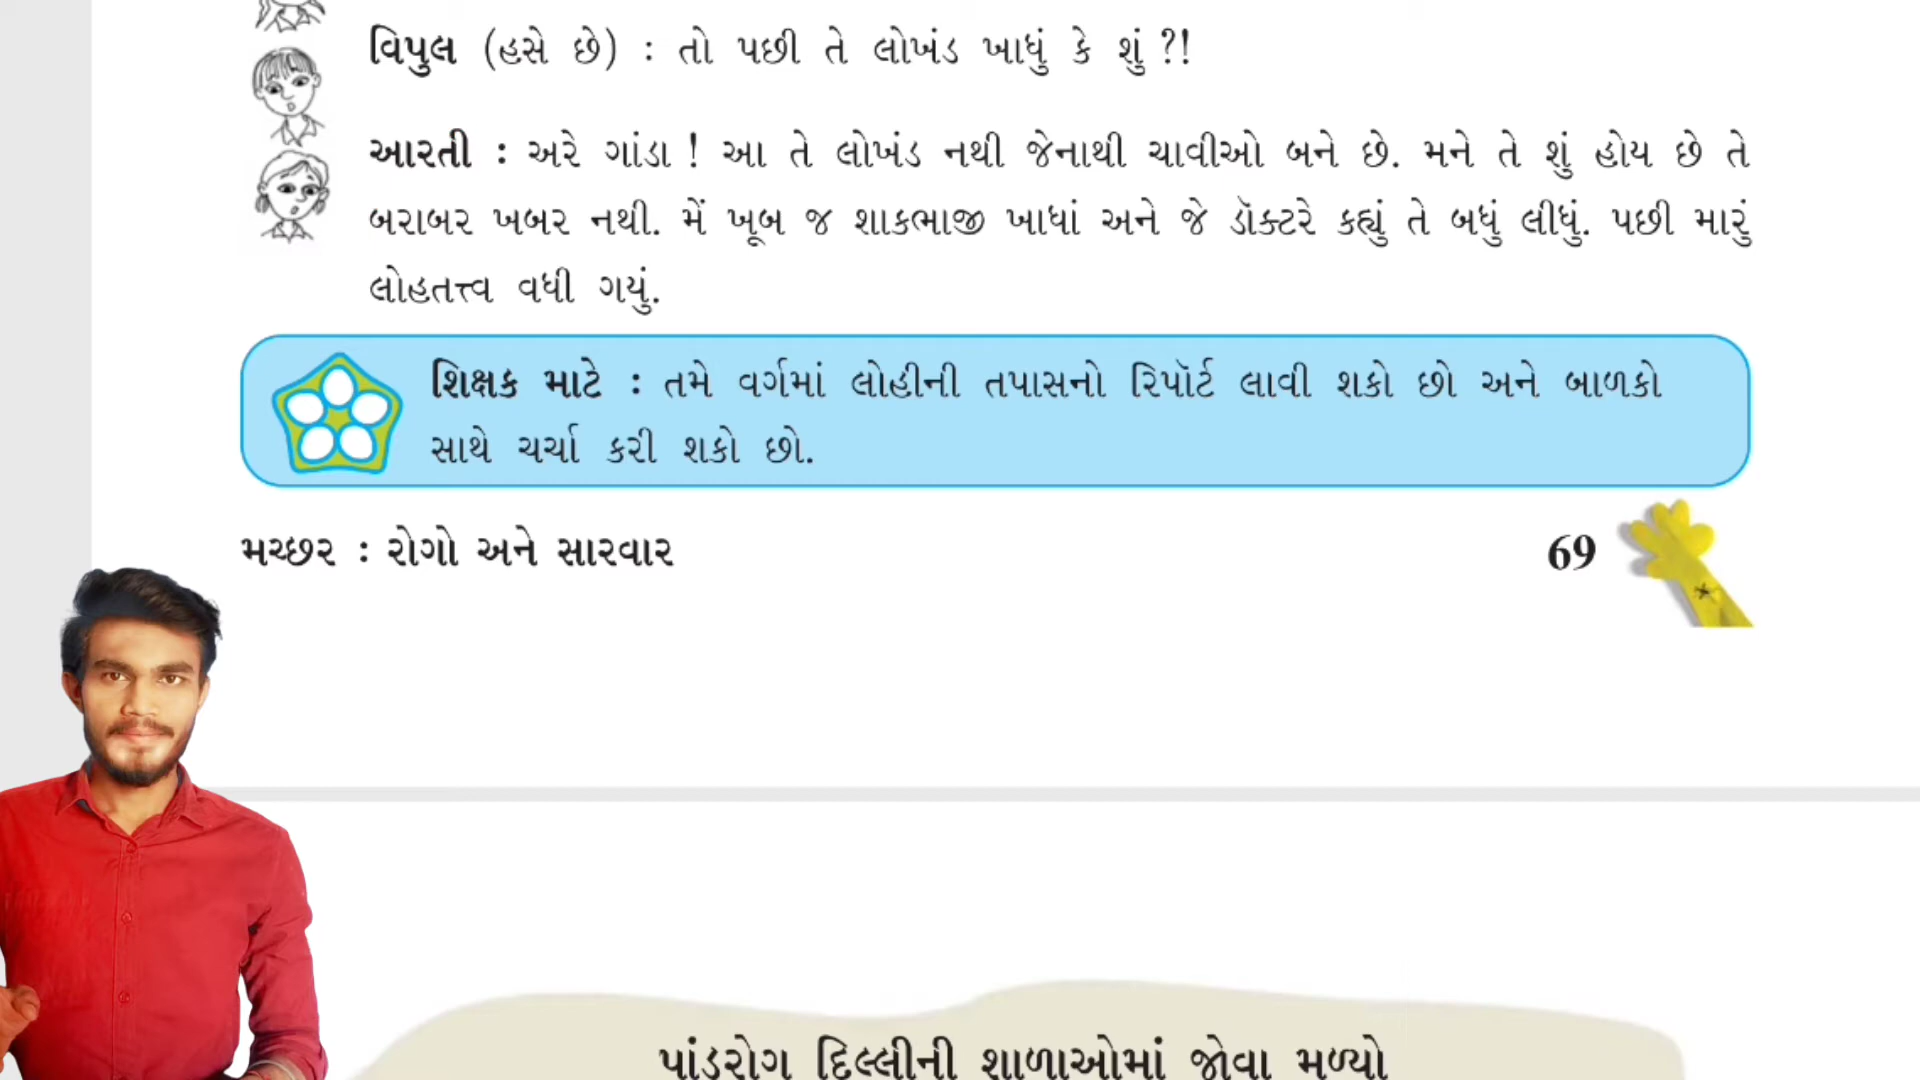 વિપુલ (હસે છે) : તો પછી તે લોખંડ ખાધું કે શું ?!
આરતી : અરે ગાંડા ! આ તે લોખંડ નથી જેનાથી ચાવીઓ બને છે. મને તે શું હોય છે તે
બરાબર ખબર નથી. મેં ખૂબ જ શાકભાજી ખાધાં અને જે ડૉક્ટરે કહ્યું તે બધું લીધું. પછી મારું
લોહતત્ત્વ વધી ગયું.
શિક્ષક માટે : તમે વર્ગમાં લોહીની તપાસનો રિપૉર્ટ લાવી શકો છો અને બાળકો
સાથે ચર્ચા કરી શકો છો.
મચ્છર : રોગો અને સારવાર
69
પાંડુરોગ દિલ્લીની શાળાઓમાં જોવા મળ્યો